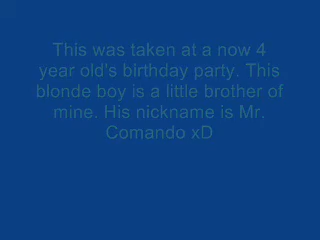 This was taken at a now 4
year old's birthday party. This
blonde boy is a little brother of
mine. His nickname is Mr.
Comando xD